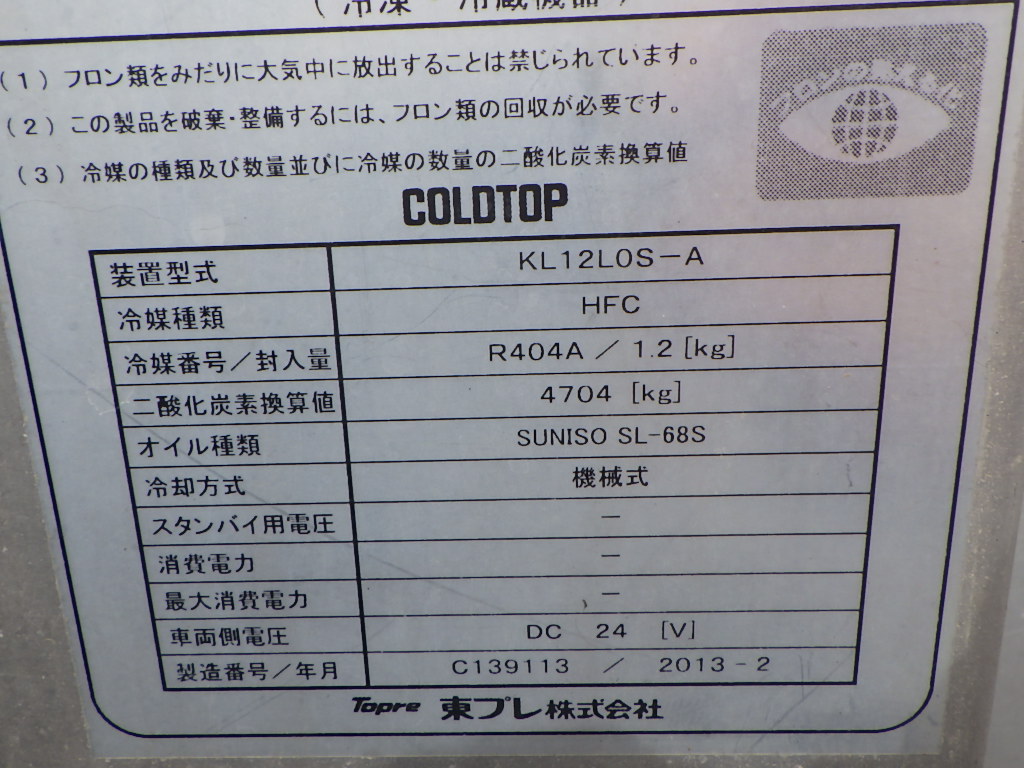 （冷凍・冷蔵機器）
（1）フロン類をみだりに大気中に放出することは禁じられています。
（2）この製品を破棄・整備するには、フロン類の回収が必要です。
（3）冷媒の種類及び数量並びに冷媒の数量の二酸化炭素換算値
COLDTOP
装置型式 KL12L0S－A
冷媒種類 HFC
冷媒番号／封入量 R404A ／ 1.2 [kg]
二酸化炭素換算値 4704 [kg]
オイル種類 SUNISO SL-68S
冷却方式 機械式
スタンバイ用電圧 －
消費電力 －
最大消費電力 －
車両側電圧 DC 24 [V]
製造番号／年月 C139113 ／ 2013 - 2
Topre 東プレ株式会社